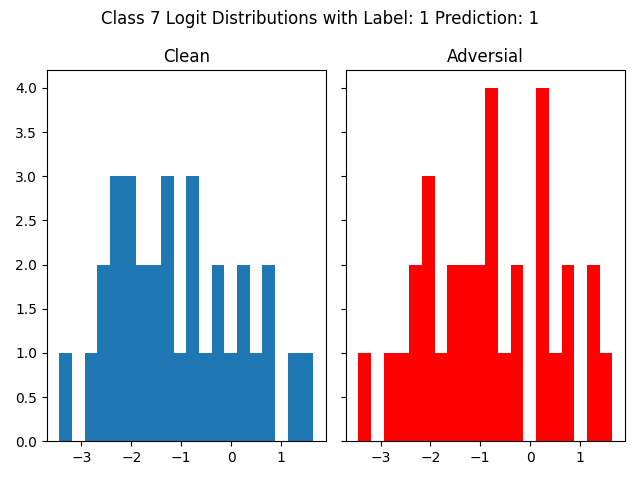 Class 7 Logit Distributions with Label: 1 Prediction: 1
Clean
Adversial
4.0
3.5
3.0
2.5
2.0
1.5
1.0
0.5
0.0
−3 −2 −1 0 1
−3 −2 −1 0 1